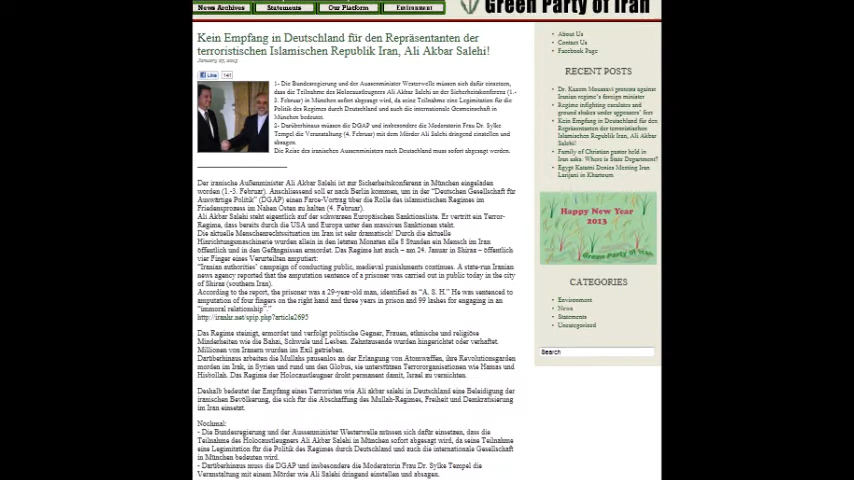 Green Party of Iran
News Archives
Statements
Our Platform
Environment
Kein Empfang in Deutschland für den Repräsentanten der
terroristischen Islamischen Republik Iran, Ali Akbar Salehi!
January 27, 2013
Like
141
1- Die Bundesregierung und der Aussenminister Westerwelle müssen sich dafür einsetzen,
dass die Teilnahme des Holocaustleugners Ali Akbar Salehi an der Sicherheitskonferenz (1.-
3. Februar) in München sofort abgesagt wird, da seine Teilnahme eine Legitimation für die
Politik des Regimes durch Deutschland und auch die internationale Gemeinschaft in
München bedeutet.
2- Darüberhinaus müssen die DGAP und insbesondere die Moderatorin Frau Dr. Sylke
Tempel die Veranstaltung (4. Februar) mit dem Mörder Ali Salehi dringend einstellen und
absagen.
Die Reise des iranischen Aussenministers nach Deutschland muss sofort abgesagt werden.
Der iranische Außenminister Ali Akbar Salehi ist zur Sicherheitskonferenz in München eingeladen
worden (1.-3. Februar). Anschliessend soll er nach Berlin kommen, um in der "Deutschen Gesellschaft für
Auswärtige Politik" (DGAP) einen Farce-Vortrag über die Rolle des islamischen Regimes im
Friedensprozess im Nahen Osten zu halten (4. Februar).
Ali Akbar Salehi steht eigentlich auf der schwarzen Europäischen Sanktionsliste. Er vertritt ein Terror-
Regime, dass bereits durch die USA und Europa unter den massiven Sanktionen steht.
Die aktuelle Menschenrechtssituation im Iran ist sehr dramatisch! Durch die aktuelle
Hinrichtungsmaschinerie wurden allein in den letzten Monaten alle 8 Stunden ein Mensch im Iran
öffentlich und in den Gefängnissen ermordet. Das Regime hat auch – am 24. Januar in Shiraz – öffentlich
vier Finger eines Verurteilten amputiert:
"Iranian authorities' campaign of conducting public, medieval punishments continues. A state-run Iranian
news agency reported that the amputation sentence of a prisoner was carried out in public today in the city
of Shiraz (southern Iran).
According to the report, the prisoner was a 29-year-old man, identified as "A. S. H." He was sentenced to
amputation of four fingers on the right hand and three years in prison and 99 lashes for engaging in an
"immoral relationship"."
http://iranhr.net/spip.php?article2695
Das Regime steinigt, ermordet und verfolgt politische Gegner, Frauen, ethnische und religiöse
Minderheiten wie die Bahai, Schwule und Lesben. Zehntausende wurden hingerichtet oder verhaftet.
Millionen von Iranern wurden ins Exil getrieben.
Darüberhinaus arbeiten die Mullahs pausenlos an der Erlangung von Atomwaffen, ihre Revolutionsgarden
morden im Irak, in Syrien und rund um den Globus, sie unterstützen Terrororganisationen wie Hamas und
Hisbollah. Das Regime der Holocaustleugner droht permanent damit, Israel zu vernichten.
Deshalb bedeutet der Empfang eines Terroristen wie Ali akbar salehi in Deutschland eine Beleidigung der
iranischen Bevölkerung, die sich für die Abschaffung des Mullah-Regimes, Freiheit und Demokratisierung
im Iran einsetzt.
Nochmal:
- Die Bundesregierung und der Aussenminister Westerwelle müssen sich dafür einsetzen, dass die
Teilnahme des Holocaustleugners Ali Akbar Salehi in München sofort abgesagt wird, da seine Teilnahme
eine Legitimation für die Politik des Regimes durch Deutschland und auch die internationale Gemeinschaft
in München bedeuten wird.
- Darüberhinaus muss die DGAP und insbesondere die Moderatorin Frau Dr. Sylke Tempel die
Veranstaltung mit einem Mörder wie Ali Salehi dringend einstellen und absagen.
About Us
Contact Us
Facebook Page
RECENT POSTS
Dr. Kazem Moussavi protests against
Iranian regime's foreign minister
Regime infighting escalates and
ground shakes under appeasers' feet
Kein Empfang in Deutschland für den
Repräsentanten der terroristischen
Islamischen Republik Iran, Ali Akbar
Salehi!
Family of Christian pastor held in
Iran asks: Where is State Department?
Egypt Katami Denies Meeting Iran
Larijani in Khartoum
Happy New Year
2013
Green Party of Iran
CATEGORIES
Environment
News
Statements
Uncategorized
Search